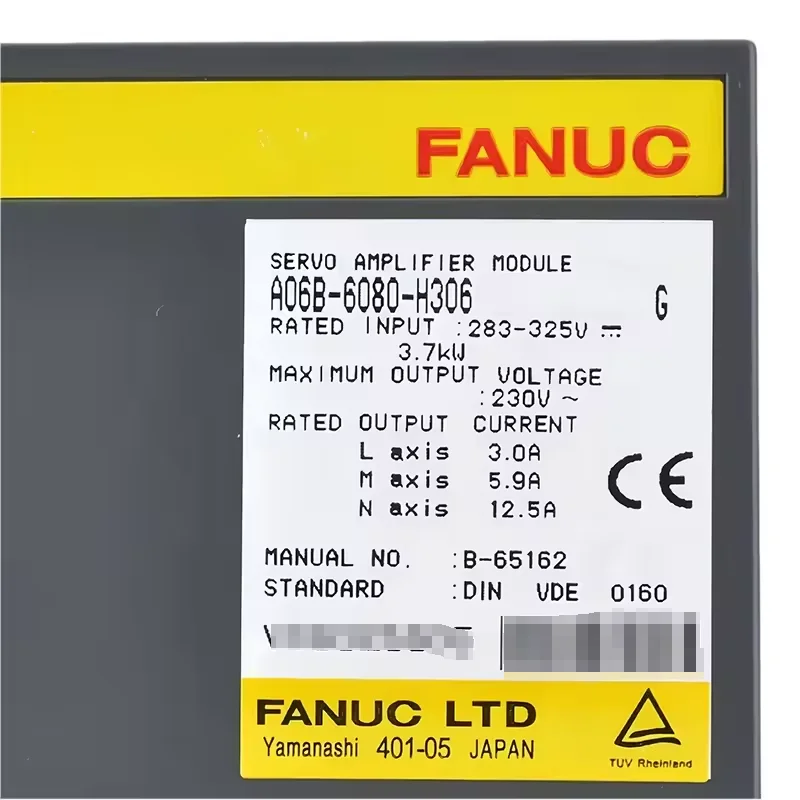 FANUC
SERVO AMPLIFIER MODULE
A06B-6080-H306 G
RATED INPUT :283-325V ⎓
3.7kW
MAXIMUM OUTPUT VOLTAGE
:230V ~
RATED OUTPUT CURRENT
L axis 3.0A
M axis 5.9A
N axis 12.5A
CE
MANUAL NO. :B-65162
STANDARD :DIN VDE 0160
FANUC LTD
Yamanashi 401-05 JAPAN
TUV Rheinland